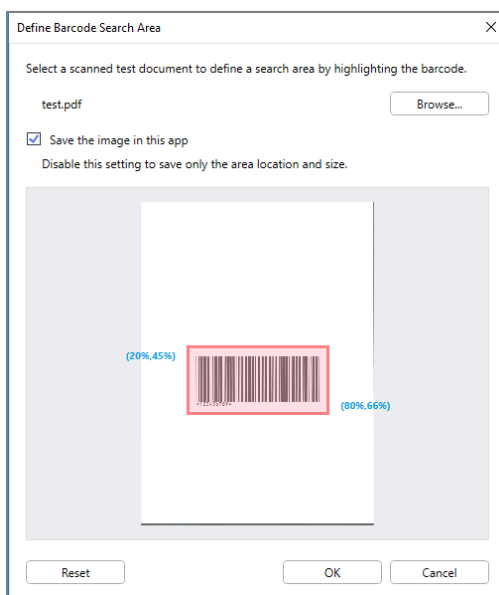 Define Barcode Search Area
Select a scanned test document to define a search area by highlighting the barcode.
test.pdf
Browse...
Save the image in this app
Disable this setting to save only the area location and size.
(20%,45%)
(80%,66%)
Reset
OK
Cancel